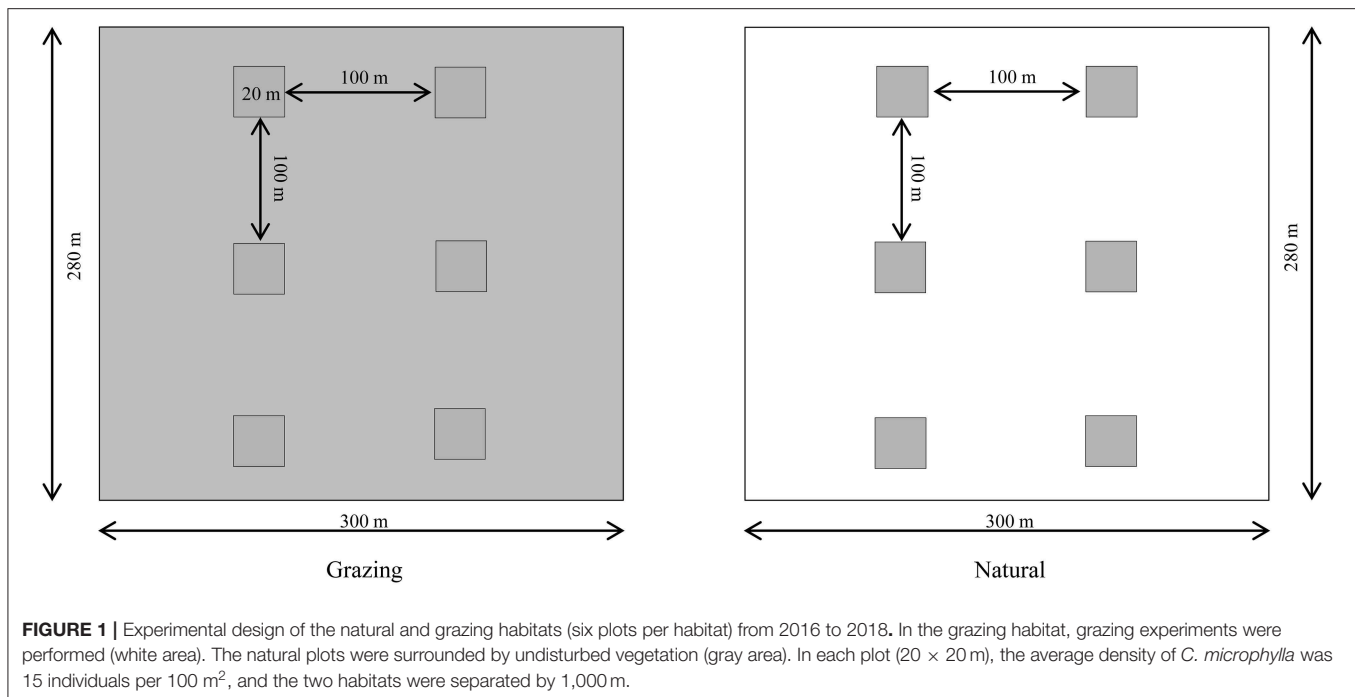 100 m
100 m
20 m
100 m
100 m
280 m
280 m
300 m
300 m
Grazing
Natural
FIGURE 1 | Experimental design of the natural and grazing habitats (six plots per habitat) from 2016 to 2018. In the grazing habitat, grazing experiments were
performed (white area). The natural plots were surrounded by undisturbed vegetation (gray area). In each plot (20 × 20 m), the average density of C. microphylla was
15 individuals per 100 m², and the two habitats were separated by 1,000 m.